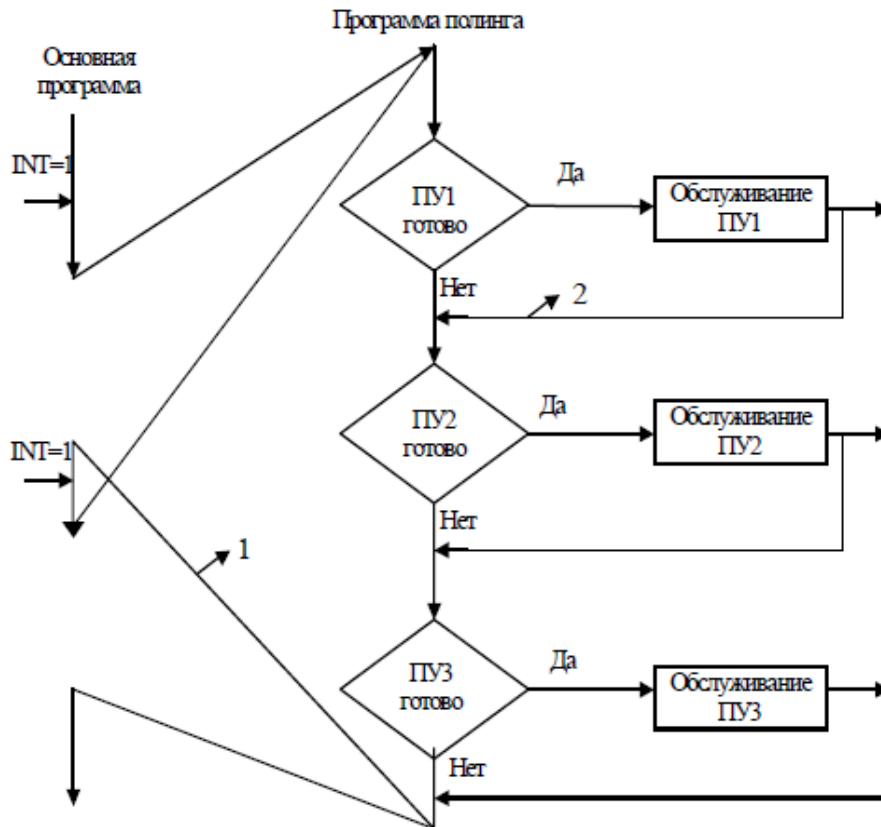 Программа полинга
Основная
программа
INT=1
ПУ1
готово
Да
Обслуживание
ПУ1
Нет
2
INT=1
ПУ2
готово
Да
Обслуживание
ПУ2
Нет
1
ПУ3
готово
Да
Обслуживание
ПУ3
Нет